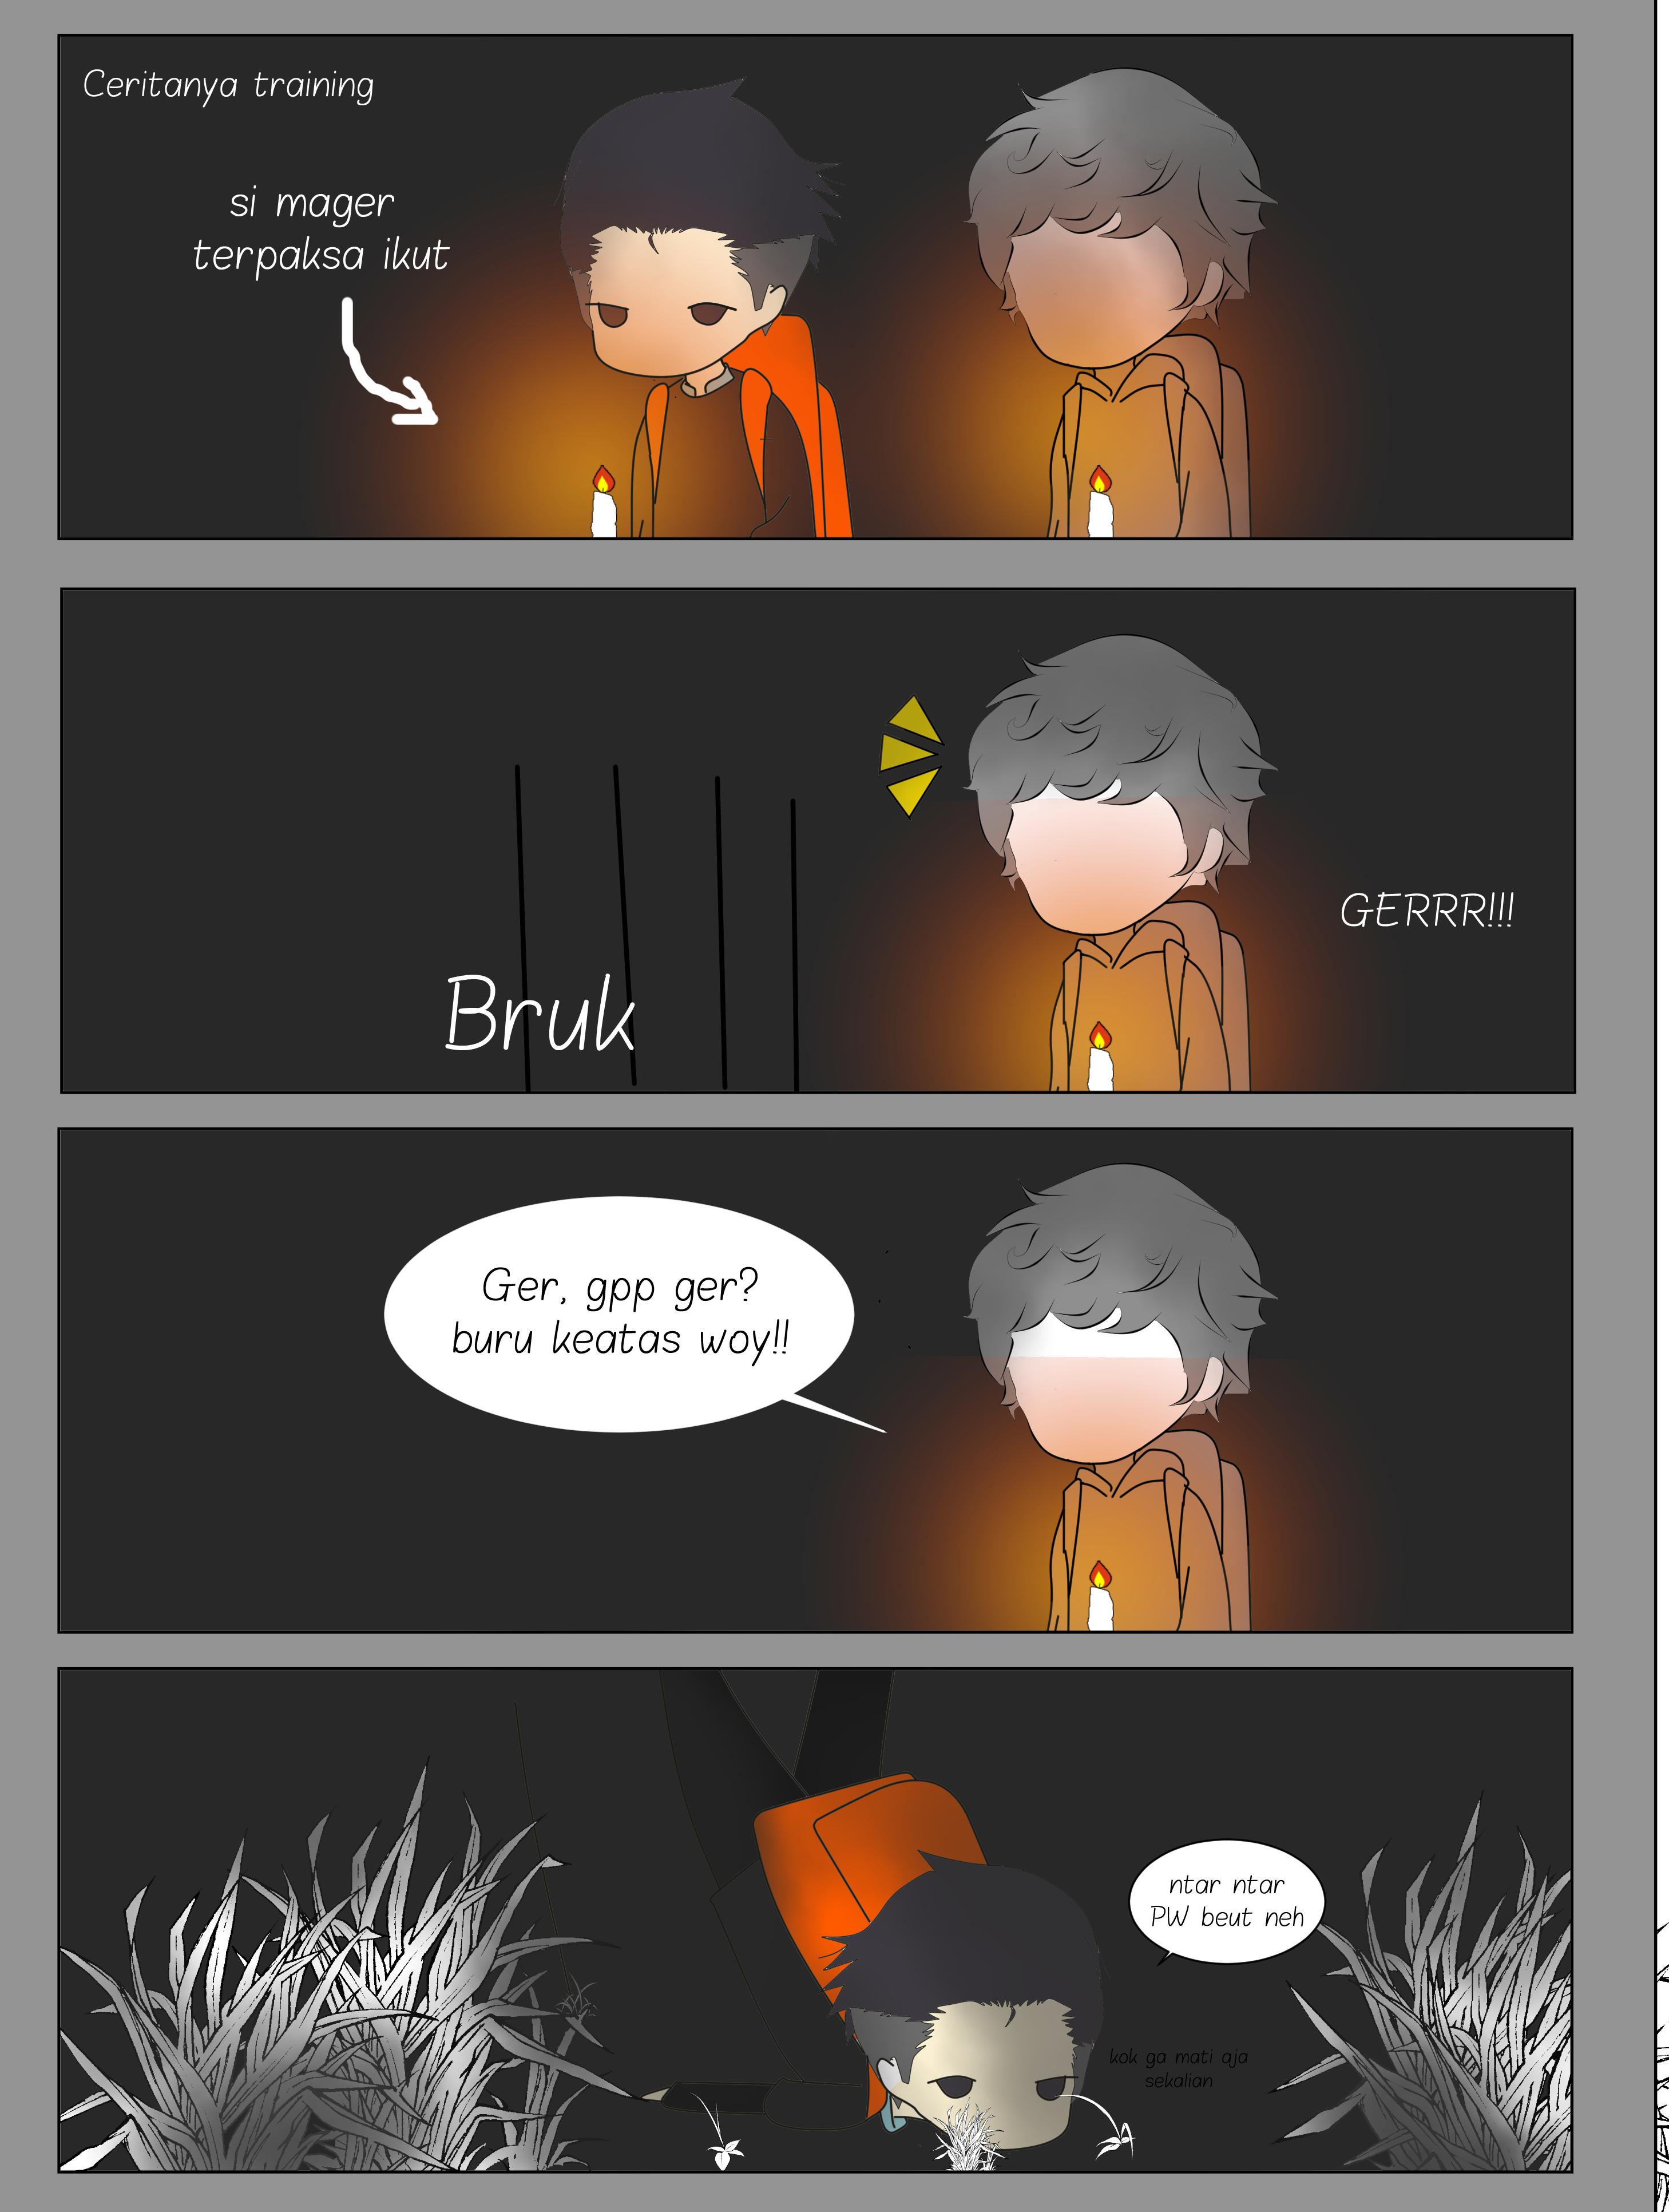 Ceritanya training
si mager
terpaksa ikut
Bruk
GERRR!!!
Ger, gpp ger?
buru keatas woy!!
ntar ntar
PW beut neh
kok ga mati aja
sekalian